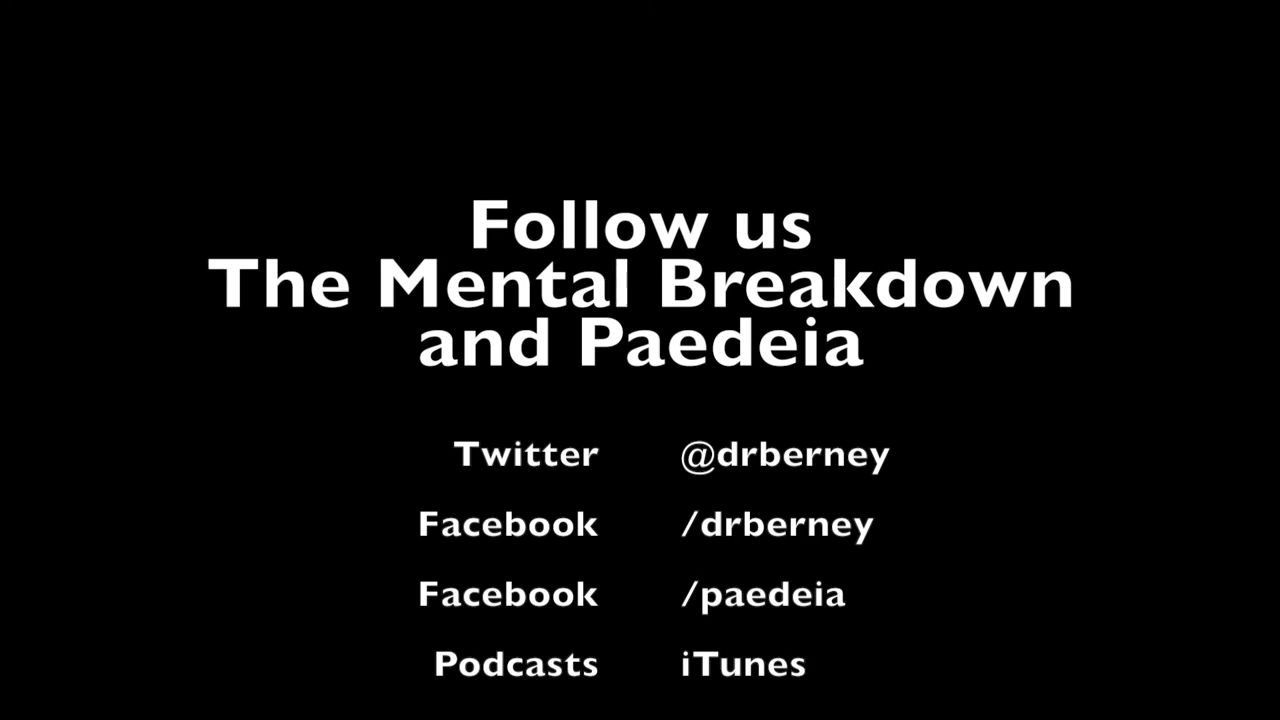 Follow us
The Mental Breakdown
and Paedeia
Twitter @drberney
Facebook /drberney
Facebook /paedeia
Podcasts iTunes